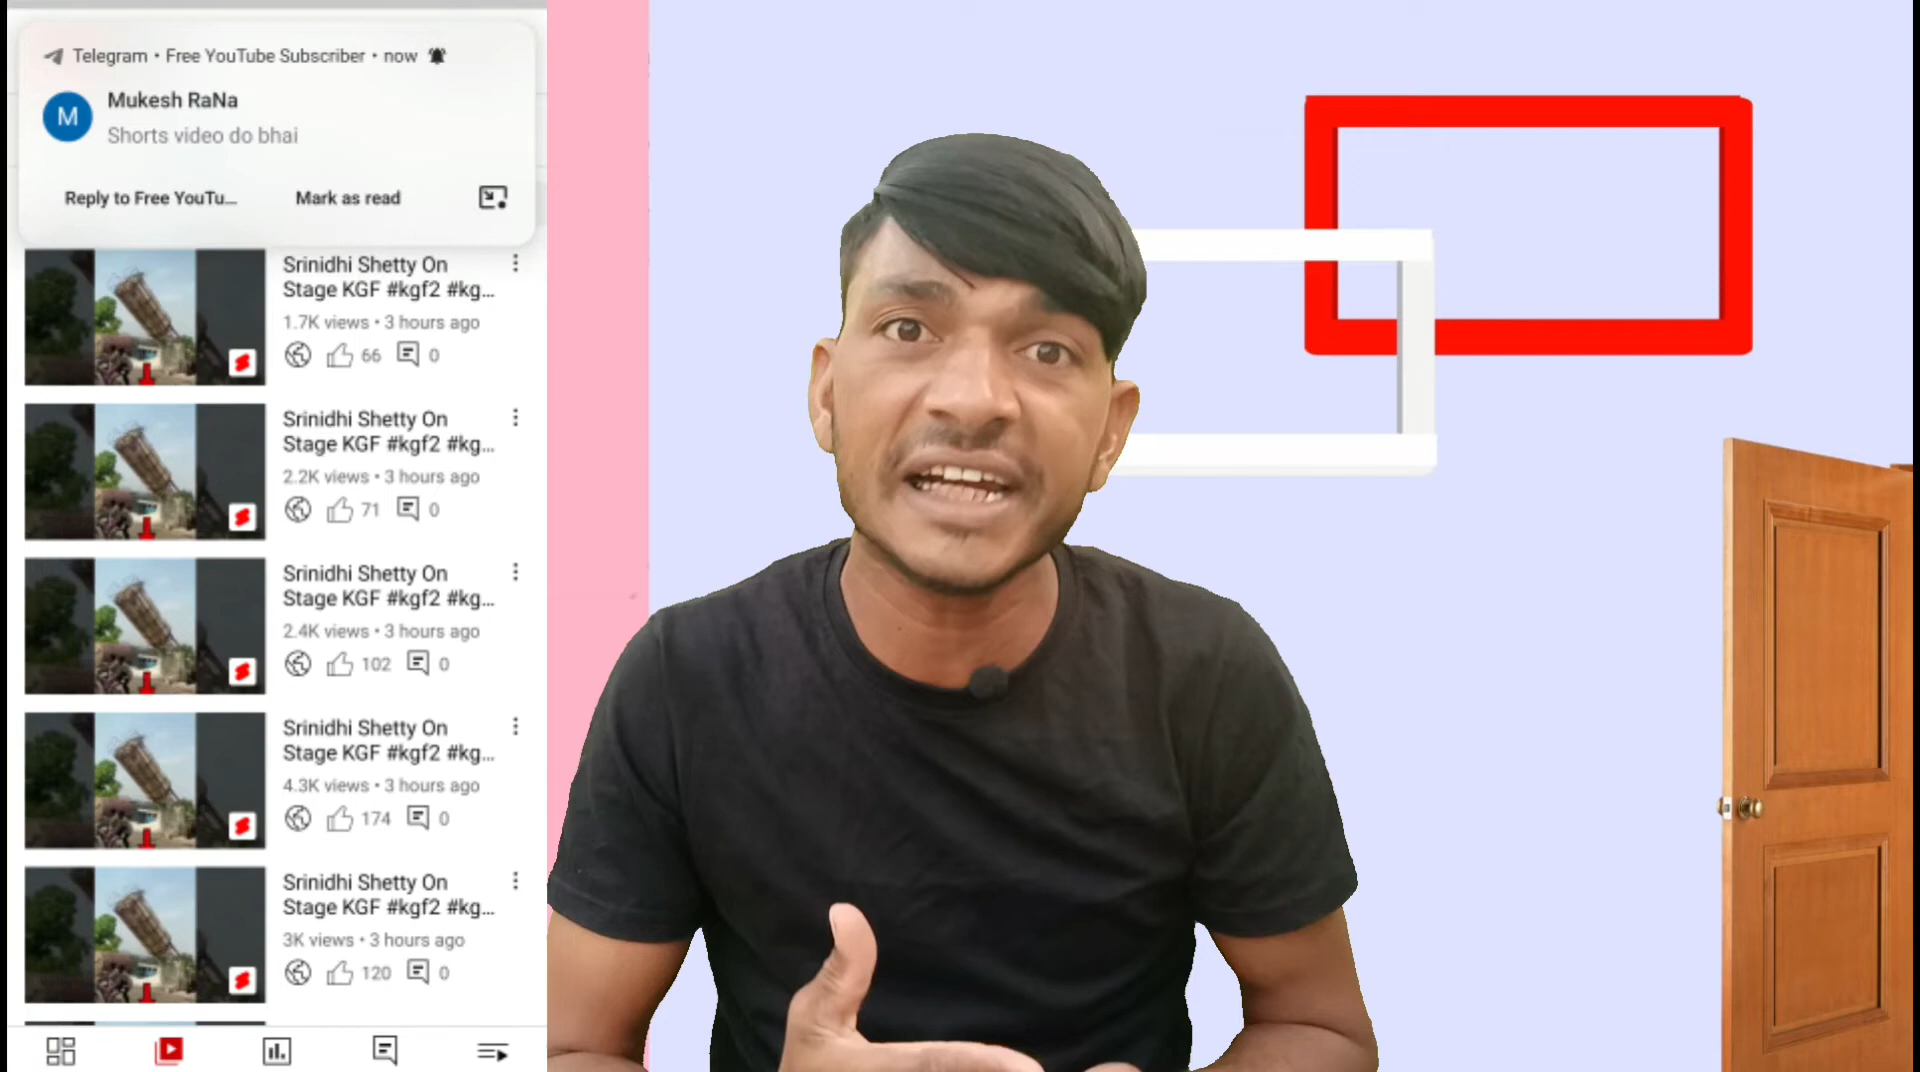 Telegram • Free YouTube Subscriber • now
M
Mukesh RaNa
Shorts video do bhai
Reply to Free YouTu...
Mark as read
Srinidhi Shetty On
Stage KGF #kgf2 #kg...
1.7K views • 3 hours ago
66 0
Srinidhi Shetty On
Stage KGF #kgf2 #kg...
2.2K views • 3 hours ago
71 0
Srinidhi Shetty On
Stage KGF #kgf2 #kg...
2.4K views • 3 hours ago
102 0
Srinidhi Shetty On
Stage KGF #kgf2 #kg...
4.3K views • 3 hours ago
174 0
Srinidhi Shetty On
Stage KGF #kgf2 #kg...
3K views • 3 hours ago
120 0